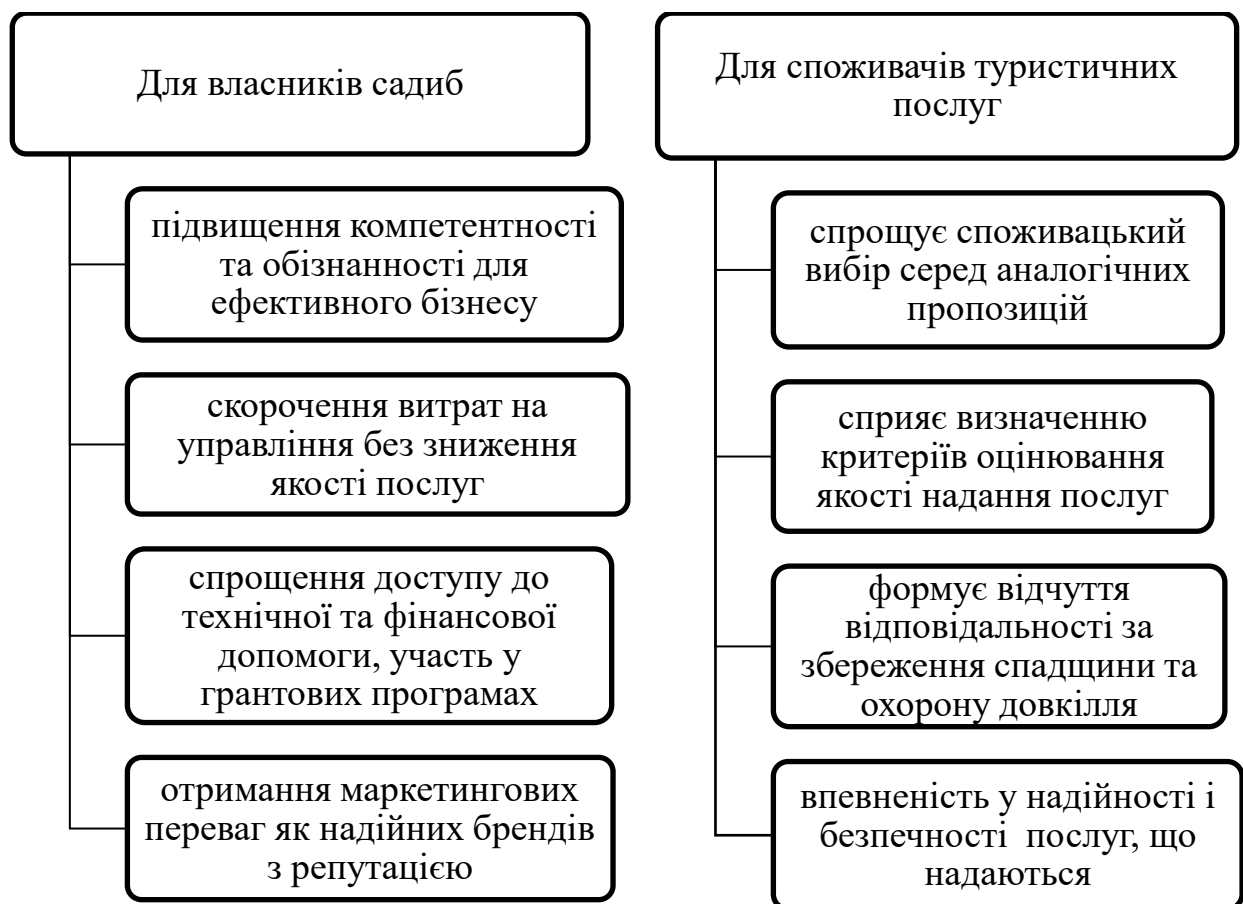 Для власників садиб
підвищення компетентності
та обізнанності для
ефективного бізнесу
скорочення витрат на
управління без зниження
якості послуг
спрощення доступу до
технічної та фінансової
допомоги, участь у
грантових програмах
отримання маркетингових
переваг як надійних брендів
з репутацією
Для споживачів туристичних
послуг
спрощує споживацький
вибір серед аналогічних
пропозицій
сприяє визначенню
критеріїв оцінювання
якості надання послуг
формує відчуття
відповідальності за
збереження спадщини та
охорону довкілля
впевненість у надійності і
безпечності послуг, що
надаються